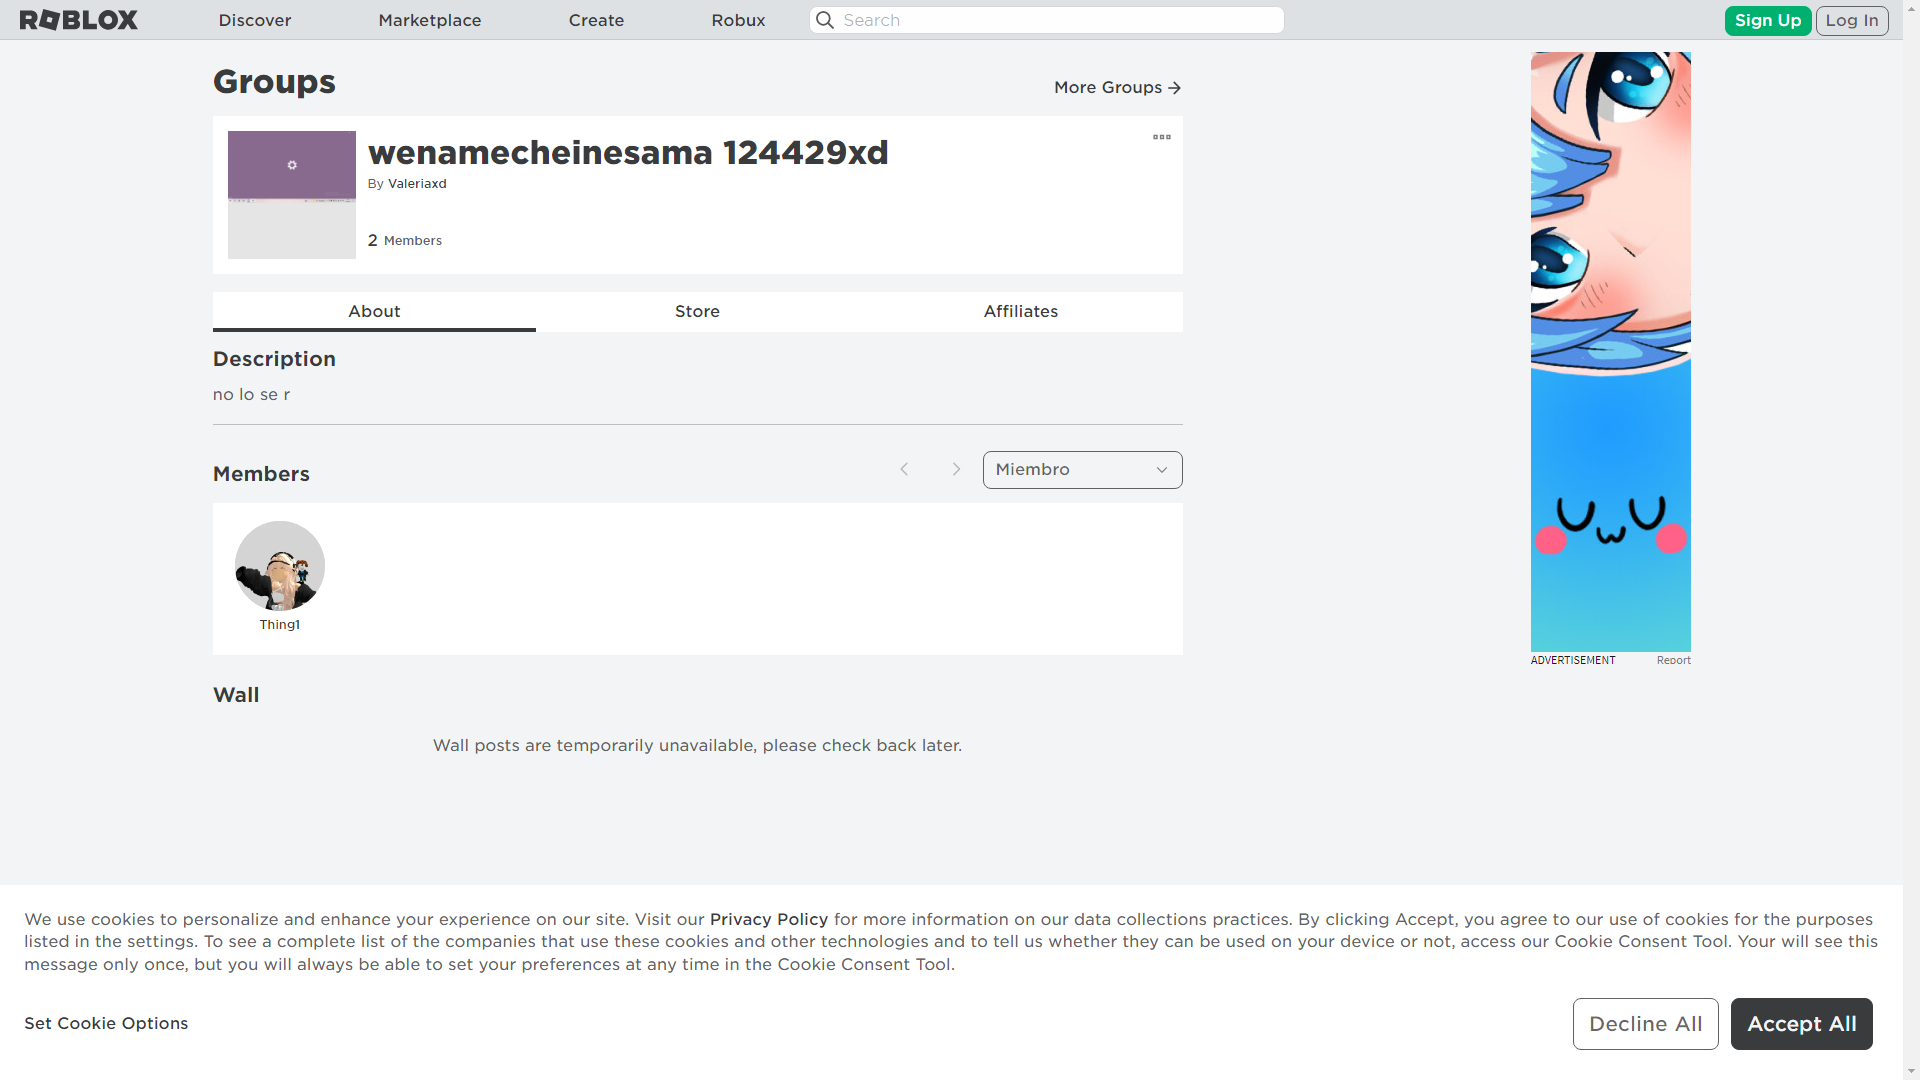 ROBLOX
Discover
Marketplace
Create
Robux
Search
Sign Up
Log In
Groups
More Groups
wenamecheinesama 124429xd
By Valeriaxd
2 Members
About
Store
Affiliates
Description
no lo se r
Members
Miembro
Thing1
Wall
Wall posts are temporarily unavailable, please check back later.
ADVERTISEMENT
Report
We use cookies to personalize and enhance your experience on our site. Visit our Privacy Policy for more information on our data collections practices. By clicking Accept, you agree to our use of cookies for the purposes
listed in the settings. To see a complete list of the companies that use these cookies and other technologies and to tell us whether they can be used on your device or not, access our Cookie Consent Tool. Your will see this
message only once, but you will always be able to set your preferences at any time in the Cookie Consent Tool.
Set Cookie Options
Decline All
Accept All